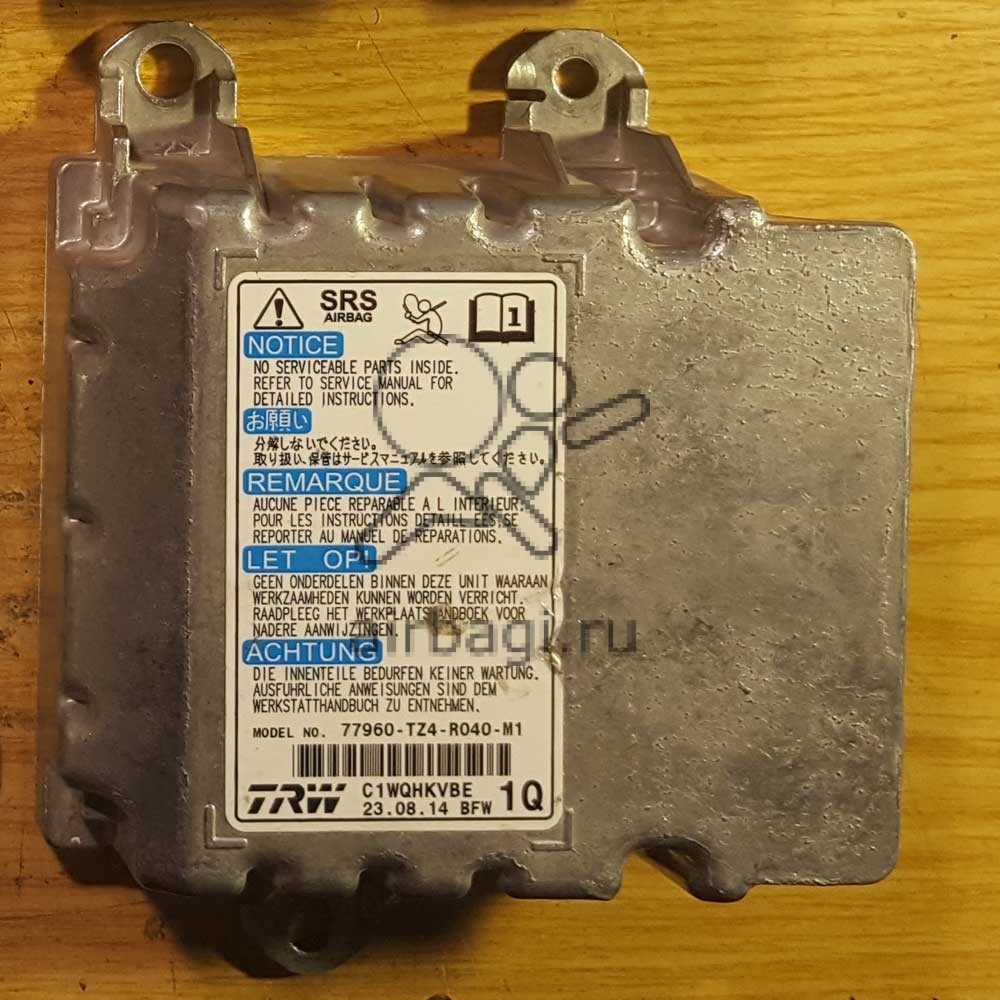 SRS
AIRBAG
1
NOTICE
NO SERVICEABLE PARTS INSIDE.
REFER TO SERVICE MANUAL FOR
DETAILED INSTRUCTIONS.
お願い
分解しないでください。
取り扱い、保管はサービスマニュアルを参照してください。
REMARQUE
AUCUNE PIECE REPARABLE A L INTERIEUR.
POUR LES INSTRUCTIONS DETAILL EES,SE
REPORTER AU MANUEL DE REPARATIONS.
LET OP!
GEEN ONDERDELEN BINNEN DEZE UNIT WAARAAN
WERKZAAMHEDEN KUNNEN WORDEN VERRICHT.
RAADPLEEG HET WERKPLAATSHANDBOEK VOOR
NADERE AANWIJZINGEN.
airbagi.ru
ACHTUNG
DIE INNENTEILE BEDURFEN KEINER WARTUNG.
AUSFUHRLICHE ANWEISUNGEN SIND DEM
WERKSTATTHANDBUCH ZU ENTNEHMEN.
MODEL NO. 77960-TZ4-R040-M1
TRW C1WQHKVBE 1Q
23.08.14 BFW